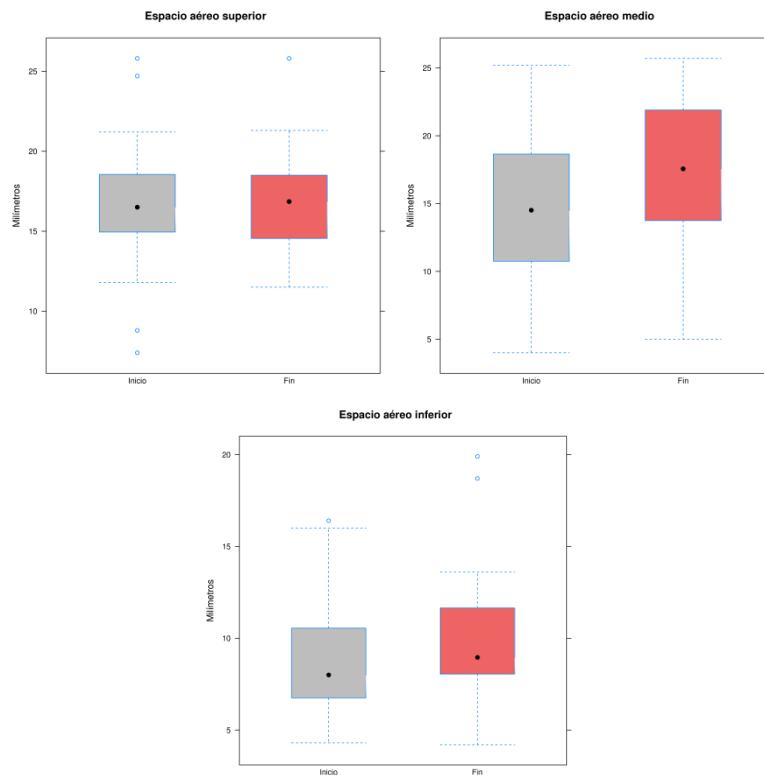 Espacio aéreo superior
Milímetros
25
20
15
10
Inicio
Fin
Espacio aéreo medio
Milímetros
25
20
15
10
5
Inicio
Fin
Espacio aéreo inferior
Milímetros
20
15
10
5
Inicio
Fin